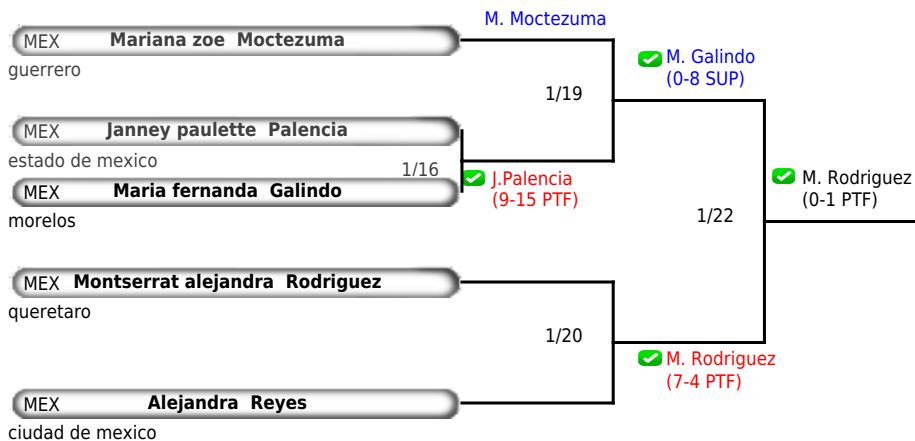 M. Moctezuma
MEX Mariana zoe Moctezuma
guerrero
M. Galindo
(0-8 SUP)
1/19
MEX Janney paulette Palencia
estado de mexico
1/16
J.Palencia
(9-15 PTF)
MEX Maria fernanda Galindo
morelos
M. Rodriguez
(0-1 PTF)
1/22
MEX Montserrat alejandra Rodriguez
queretaro
1/20
M. Rodriguez
(7-4 PTF)
MEX Alejandra Reyes
ciudad de mexico